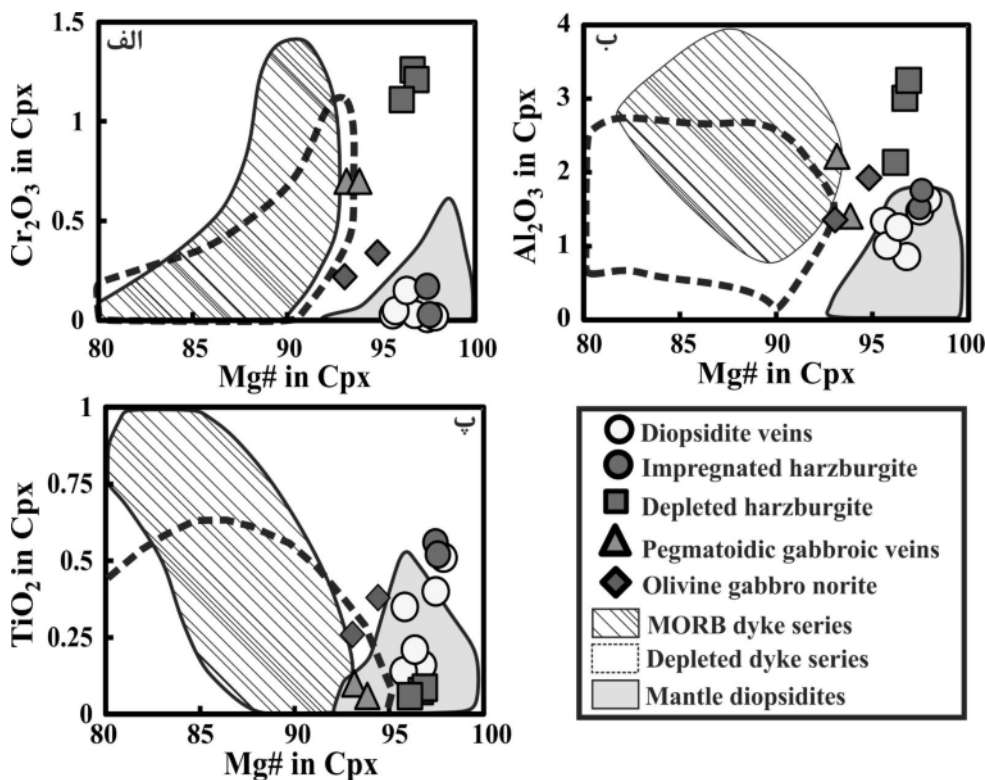 الف
1.5
1
0.5
0
Cr₂O₃ in Cpx
80 85 90 95 100
Mg# in Cpx
ب
4
3
2
1
0
Al₂O₃ in Cpx
80 85 90 95 100
Mg# in Cpx
پ
1
0.75
0.5
0.25
0
TiO₂ in Cpx
80 85 90 95 100
Mg# in Cpx
Diopsidite veins
Impregnated harzburgite
Depleted harzburgite
Pegmatoidic gabbroic veins
Olivine gabbro norite
MORB dyke series
Depleted dyke series
Mantle diopsidites